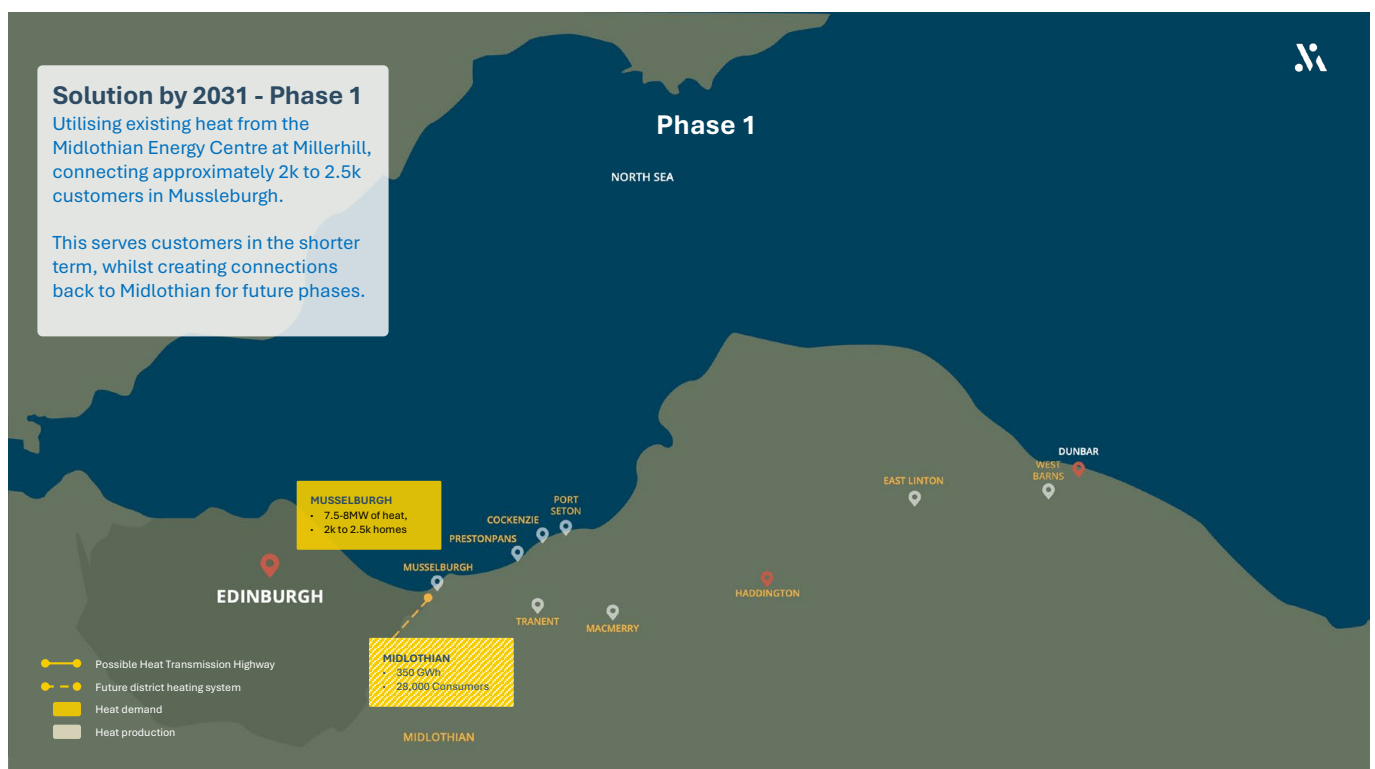 Solution by 2031 - Phase 1
Utilising existing heat from the
Midlothian Energy Centre at Millerhill,
connecting approximately 2k to 2.5k
customers in Mussleburgh.
This serves customers in the shorter
term, whilst creating connections
back to Midlothian for future phases.
Phase 1
NORTH SEA
DUNBAR
WEST
BARNS
EAST LINTON
MUSSELBURGH
• 7.5-8MW of heat,
• 2k to 2.5k homes
PORT
SETON
COCKENZIE
PRESTONPANS
MUSSELBURGH
EDINBURGH
HADDINGTON
TRANENT
MACMERRY
MIDLOTHIAN
• 350 GWh
• 28,000 Consumers
MIDLOTHIAN
Possible Heat Transmission Highway
Future district heating system
Heat demand
Heat production